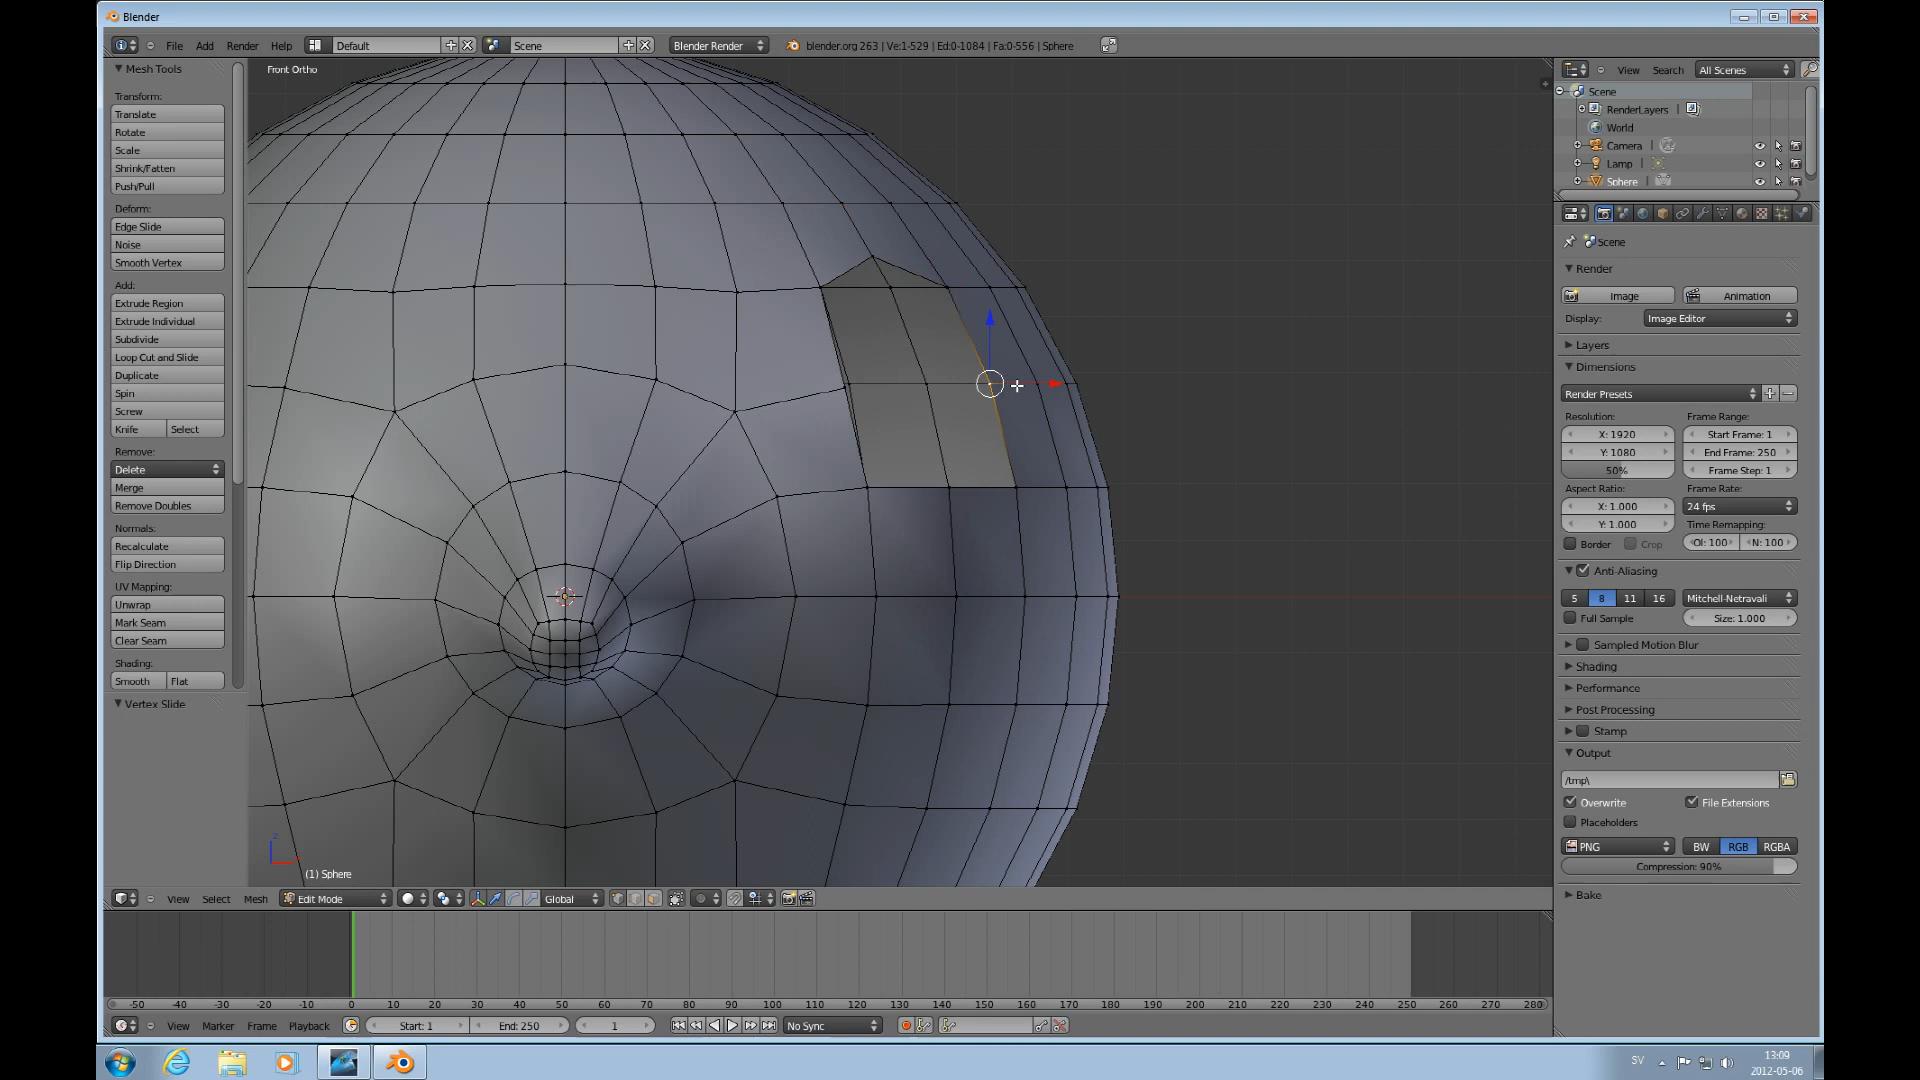 Blender
File Add Render Help Default Scene Blender Render blender.org 263 | Ve:1-529 | Ed:0-1084 | Fa:0-556 | Sphere
Mesh Tools
Transform:
Translate
Rotate
Scale
Shrink/Fatten
Push/Pull
Deform:
Edge Slide
Noise
Smooth Vertex
Add:
Extrude Region
Extrude Individual
Subdivide
Loop Cut and Slide
Duplicate
Spin
Screw
Knife Select
Remove:
Delete
Merge
Remove Doubles
Normals:
Recalculate
Flip Direction
UV Mapping:
Unwrap
Mark Seam
Clear Seam
Shading:
Smooth Flat
Vertex Slide
Front Ortho
z
(1) Sphere
View Select Mesh Edit Mode Global
View Search All Scenes
Scene
RenderLayers
World
Camera
Lamp
Sphere
Scene
Render
Image Animation
Display: Image Editor
Layers
Dimensions
Render Presets
Resolution: Frame Range:
X: 1920 Start Frame: 1
Y: 1080 End Frame: 250
50% Frame Step: 1
Aspect Ratio: Frame Rate:
X: 1.000 24 fps
Y: 1.000 Time Remapping:
Border Crop Ol: 100 N: 100
Anti-Aliasing
5 8 11 16 Mitchell-Netravali
Full Sample Size: 1.000
Sampled Motion Blur
Shading
Performance
Post Processing
Stamp
Output
/tmp\
Overwrite File Extensions
Placeholders
PNG BW RGB RGBA
Compression: 90%
Bake
-50 -40 -30 -20 -10 0 10 20 30 40 50 60 70 80 90 100 110 120 130 140 150 160 170 180 190 200 210 220 230 240 250 260 270 280
View Marker Frame Playback Start: 1 End: 250 1 No Sync
SV 13:09
2012-05-06